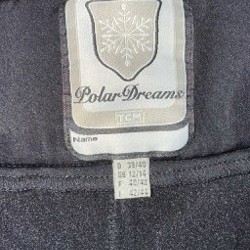 Polar Dreams
TCM
Name
D 38/40
GB 12/14
F 40/42
I 42/44